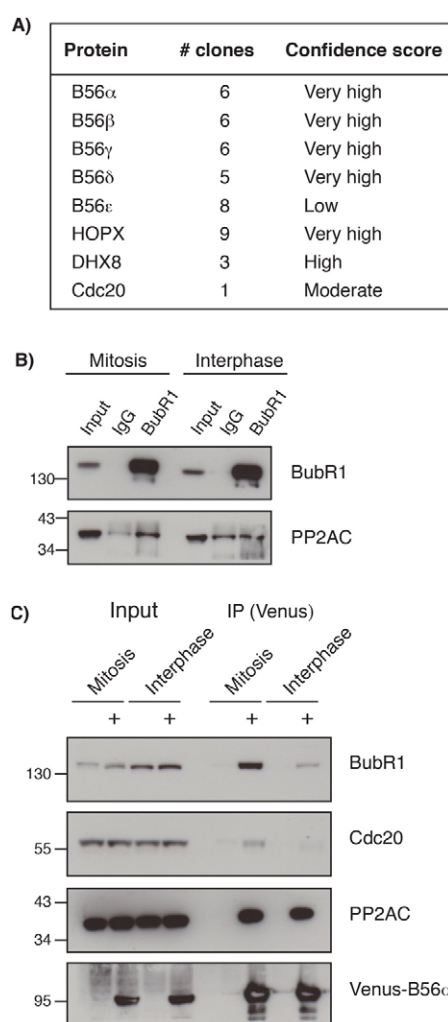 A)
Protein # clones Confidence score
B56α 6 Very high
B56β 6 Very high
B56γ 6 Very high
B56δ 5 Very high
B56ε 8 Low
HOPX 9 Very high
DHX8 3 High
Cdc20 1 Moderate
B)
Mitosis Interphase
Input IgG BubR1 Input IgG BubR1
130 BubR1
43
34 PP2AC
C)
Input IP (Venus)
Mitosis Interphase Mitosis Interphase
+ + + +
130 BubR1
55 Cdc20
43
34 PP2AC
95 Venus-B56α